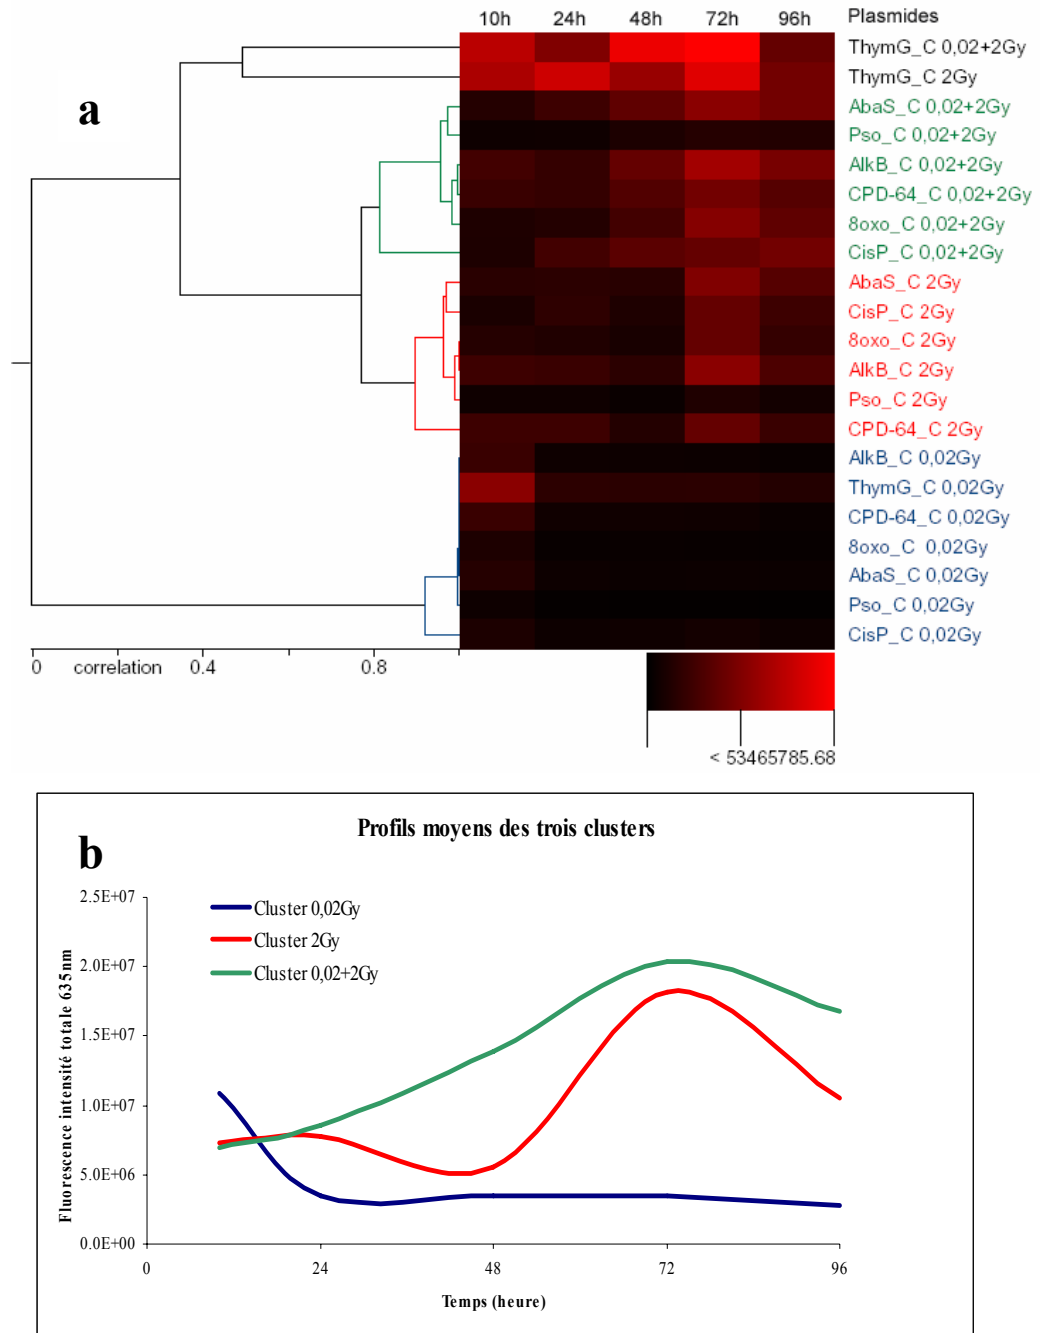 10h 24h 48h 72h 96h Plasmides
a
ThymG_C 0,02+2Gy
ThymG_C 2Gy
AbaS_C 0,02+2Gy
Pso_C 0,02+2Gy
AlkB_C 0,02+2Gy
CPD-64_C 0,02+2Gy
8oxo_C 0,02+2Gy
CisP_C 0,02+2Gy
AbaS_C 2Gy
CisP_C 2Gy
8oxo_C 2Gy
AlkB_C 2Gy
Pso_C 2Gy
CPD-64_C 2Gy
AlkB_C 0,02Gy
ThymG_C 0,02Gy
CPD-64_C 0,02Gy
8oxo_C 0,02Gy
AbaS_C 0,02Gy
Pso_C 0,02Gy
CisP_C 0,02Gy
0 correlation 0.4 0.8
< 53465785.68
b
Profils moyens des trois clusters
Cluster 0,02Gy
Cluster 2Gy
Cluster 0,02+2Gy
Fluorescence intensité totale 635nm
2.5E+07
2.0E+07
1.5E+07
1.0E+07
5.0E+06
0.0E+00
0 24 48 72 96
Temps (heure)